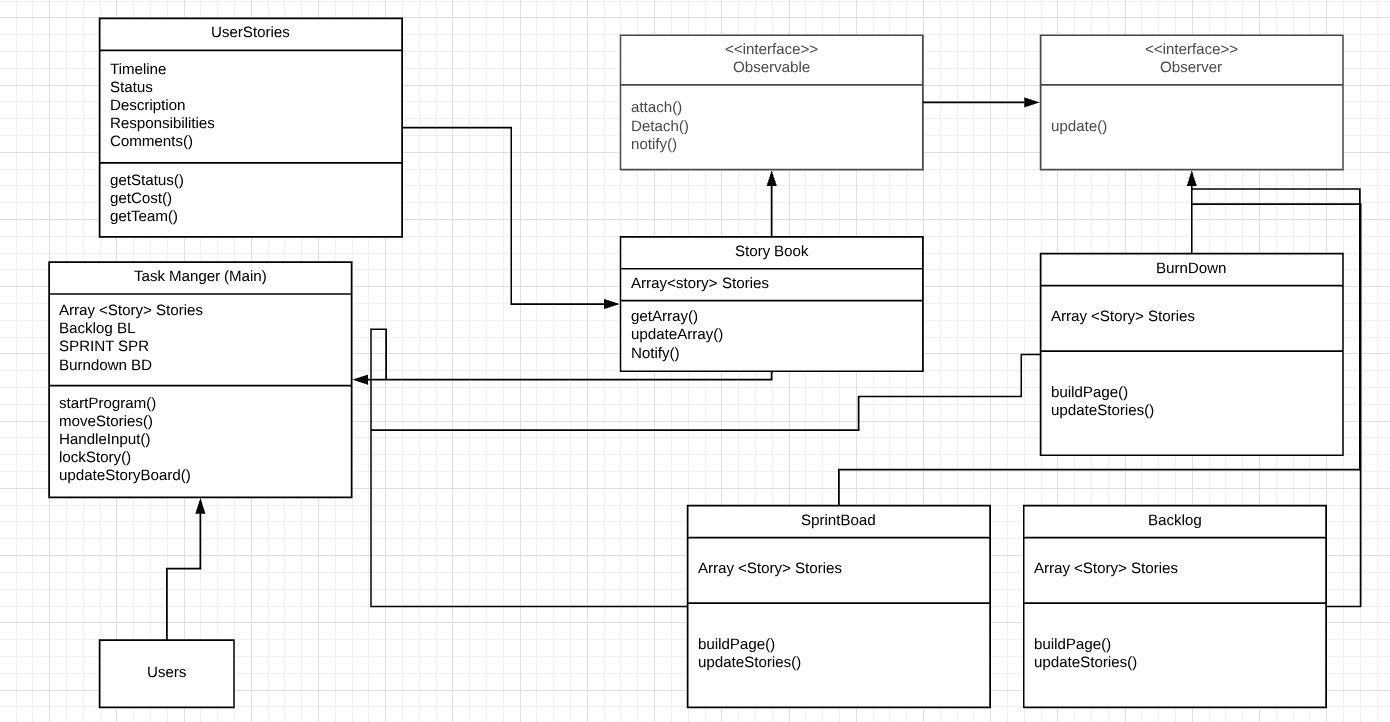 UserStories
Timeline
Status
Description
Responsibilities
Comments()
getStatus()
getCost()
getTeam()
<<interface>>
Observable
attach()
Detach()
notify()
<<interface>>
Observer
update()
Task Manger (Main)
Array <Story> Stories
Backlog BL
SPRINT SPR
Burndown BD
startProgram()
moveStories()
HandleInput()
lockStory()
updateStoryBoard()
Story Book
Array<story> Stories
getArray()
updateArray()
Notify()
BurnDown
Array <Story> Stories
buildPage()
updateStories()
SprintBoad
Array <Story> Stories
buildPage()
updateStories()
Backlog
Array <Story> Stories
buildPage()
updateStories()
Users